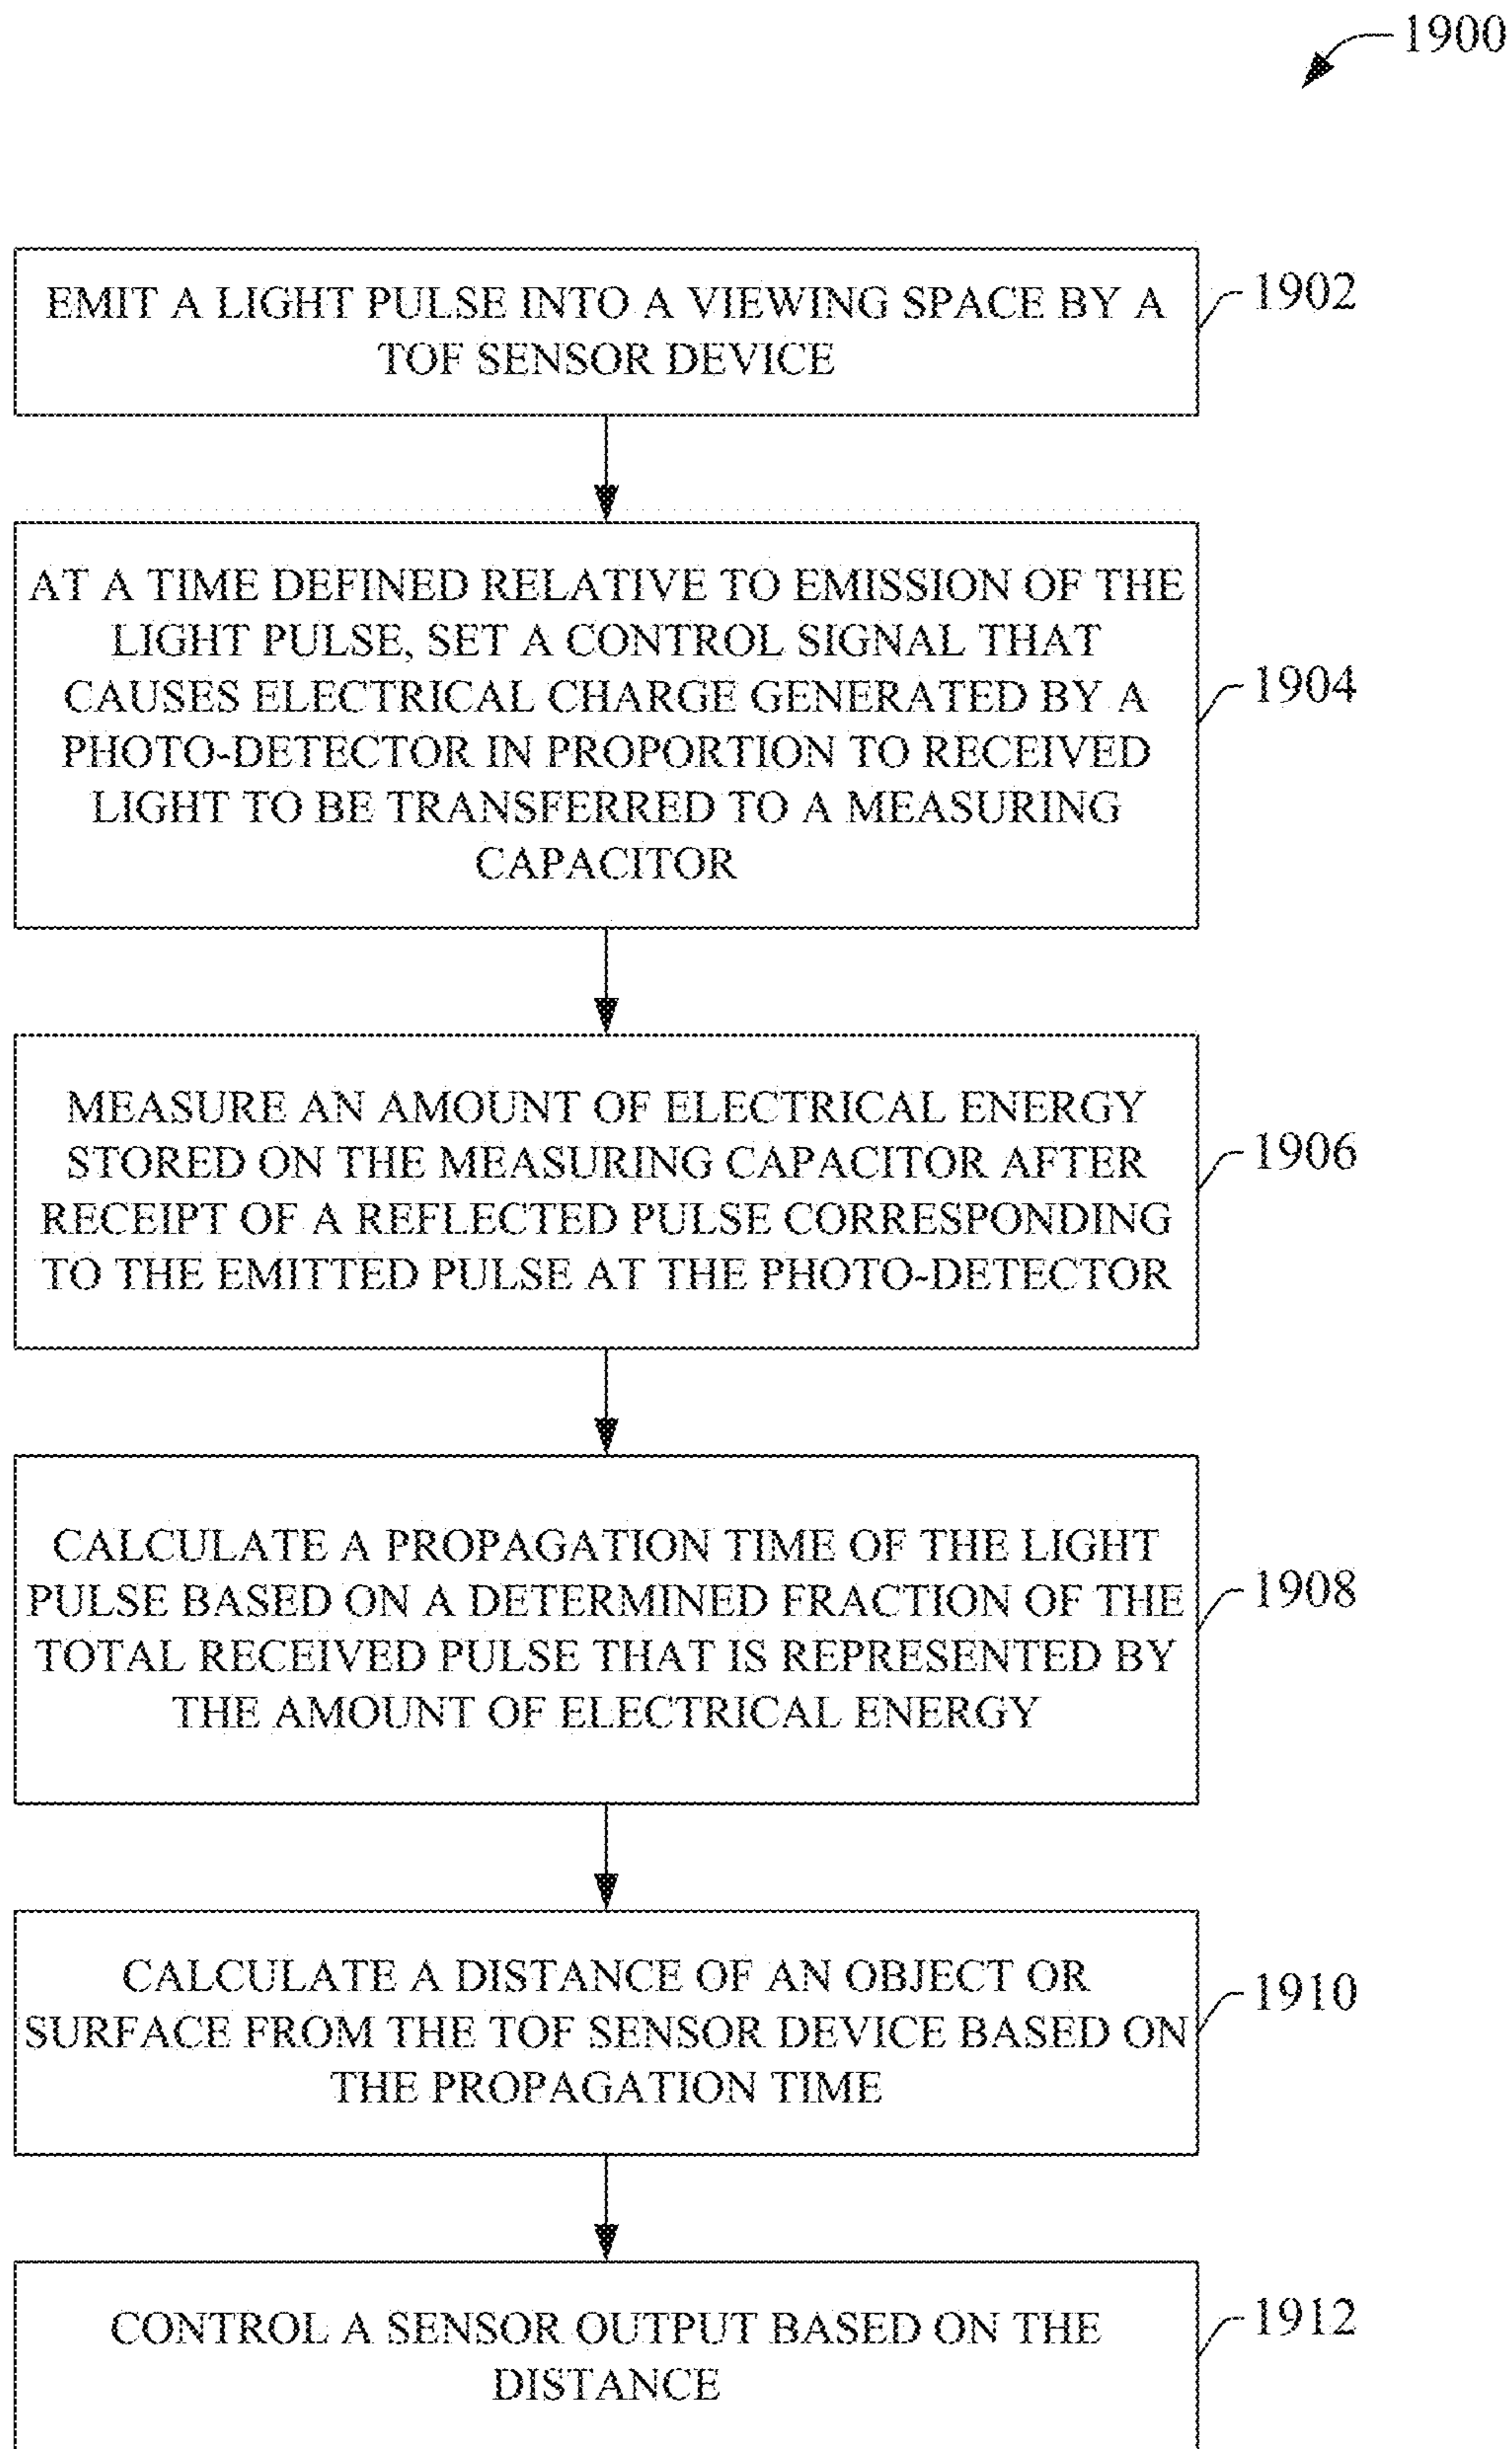 1900
EMIT A LIGHT PULSE INTO A VIEWING SPACE BY A
TOF SENSOR DEVICE
1902
AT A TIME DEFINED RELATIVE TO EMISSION OF THE
LIGHT PULSE, SET A CONTROL SIGNAL THAT
CAUSES ELECTRICAL CHARGE GENERATED BY A
PHOTO-DETECTOR IN PROPORTION TO RECEIVED
LIGHT TO BE TRANSFERRED TO A MEASURING
CAPACITOR
1904
MEASURE AN AMOUNT OF ELECTRICAL ENERGY
STORED ON THE MEASURING CAPACITOR AFTER
RECEIPT OF A REFLECTED PULSE CORRESPONDING
TO THE EMITTED PULSE AT THE PHOTO-DETECTOR
1906
CALCULATE A PROPAGATION TIME OF THE LIGHT
PULSE BASED ON A DETERMINED FRACTION OF THE
TOTAL RECEIVED PULSE THAT IS REPRESENTED BY
THE AMOUNT OF ELECTRICAL ENERGY
1908
CALCULATE A DISTANCE OF AN OBJECT OR
SURFACE FROM THE TOF SENSOR DEVICE BASED ON
THE PROPAGATION TIME
1910
CONTROL A SENSOR OUTPUT BASED ON THE
DISTANCE
1912